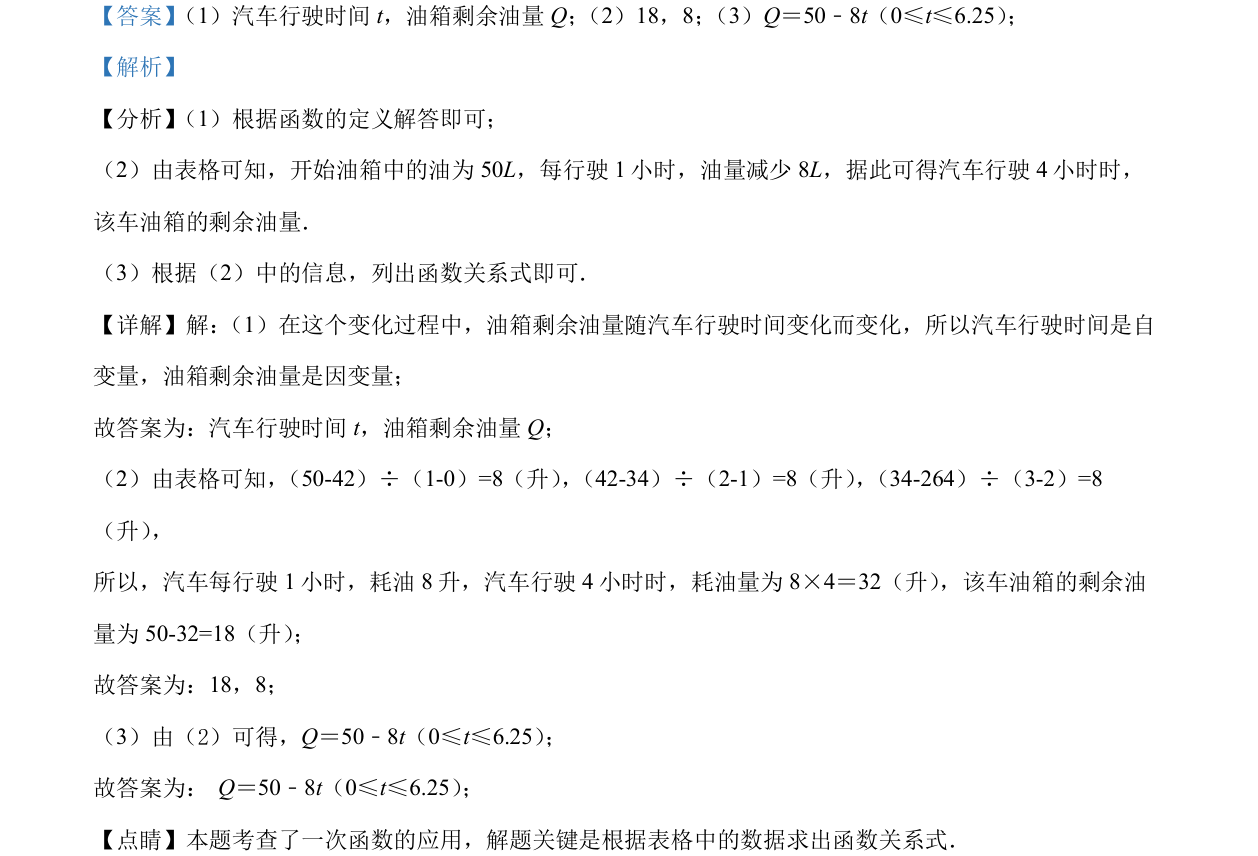 【答案】（1）汽车行驶时间 t，油箱剩余油量 Q；（2）18，8；（3）Q＝50﹣8t（0≤t≤6.25）；
【解析】
【分析】（1）根据函数的定义解答即可；
（2）由表格可知，开始油箱中的油为 50L，每行驶 1 小时，油量减少 8L，据此可得汽车行驶 4 小时时，
该车油箱的剩余油量．
（3）根据（2）中的信息，列出函数关系式即可．
【详解】解：（1）在这个变化过程中，油箱剩余油量随汽车行驶时间变化而变化，所以汽车行驶时间是自
变量，油箱剩余油量是因变量；
故答案为：汽车行驶时间 t，油箱剩余油量 Q；
（2）由表格可知，（50-42）÷（1-0）=8（升），（42-34）÷（2-1）=8（升），（34-264）÷（3-2）=8
（升），
所以，汽车每行驶 1 小时，耗油 8 升，汽车行驶 4 小时时，耗油量为 8×4＝32（升），该车油箱的剩余油
量为 50-32=18（升）；
故答案为：18，8；
（3）由（2）可得，Q＝50﹣8t（0≤t≤6.25）；
故答案为： Q＝50﹣8t（0≤t≤6.25）；
【点睛】本题考查了一次函数的应用，解题关键是根据表格中的数据求出函数关系式．